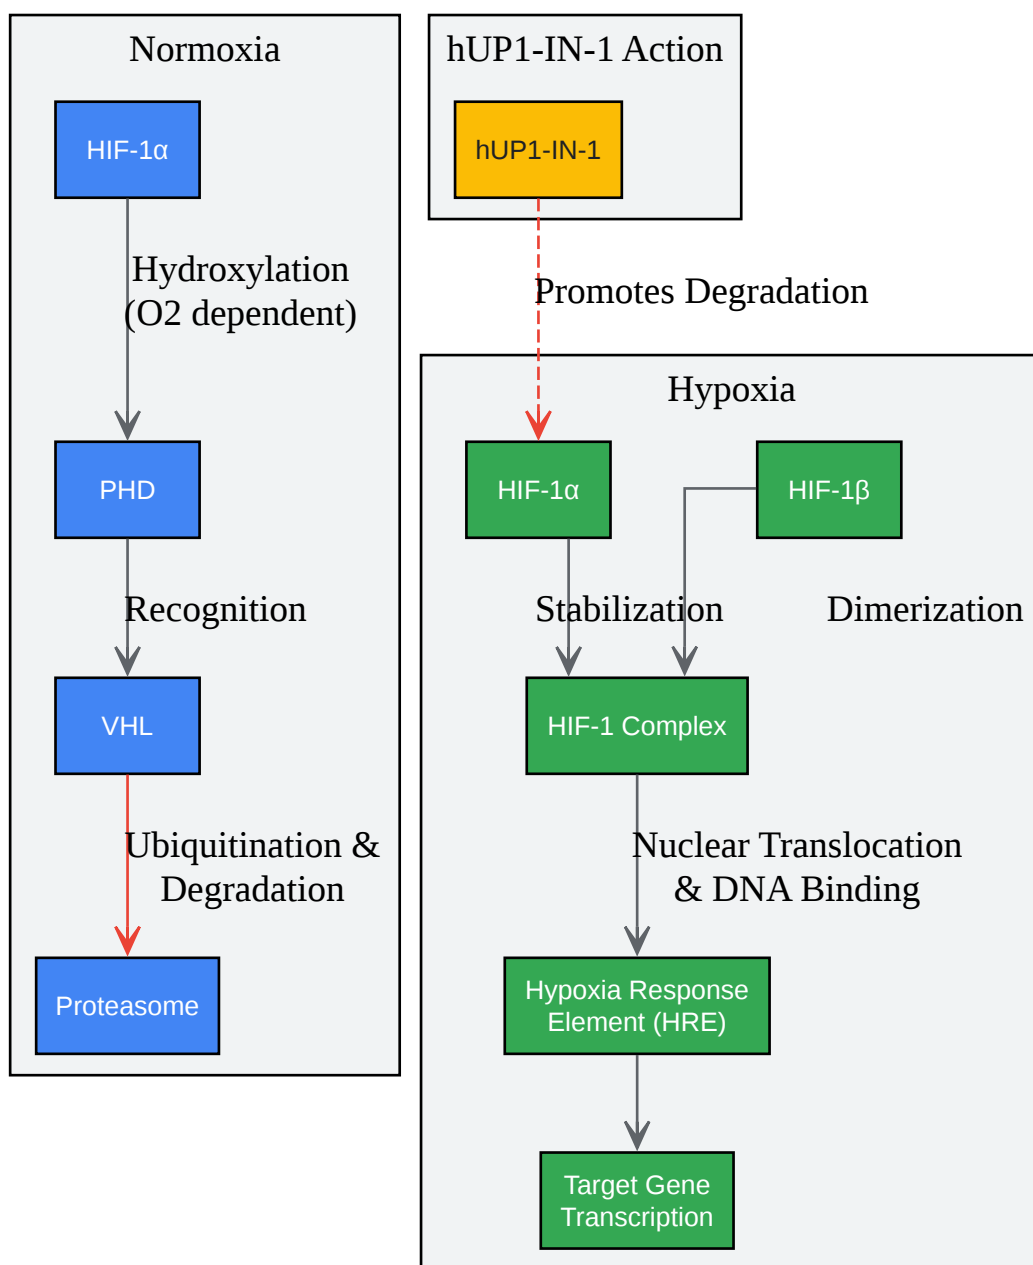 Normoxia
HIF-1α
Hydroxylation
(O2 dependent)
PHD
Recognition
VHL
Ubiquitination &
Degradation
Proteasome
hUP1-IN-1 Action
hUP1-IN-1
Promotes Degradation
Hypoxia
HIF-1α
HIF-1β
Stabilization
Dimerization
HIF-1 Complex
Nuclear Translocation
& DNA Binding
Hypoxia Response
Element (HRE)
Target Gene
Transcription